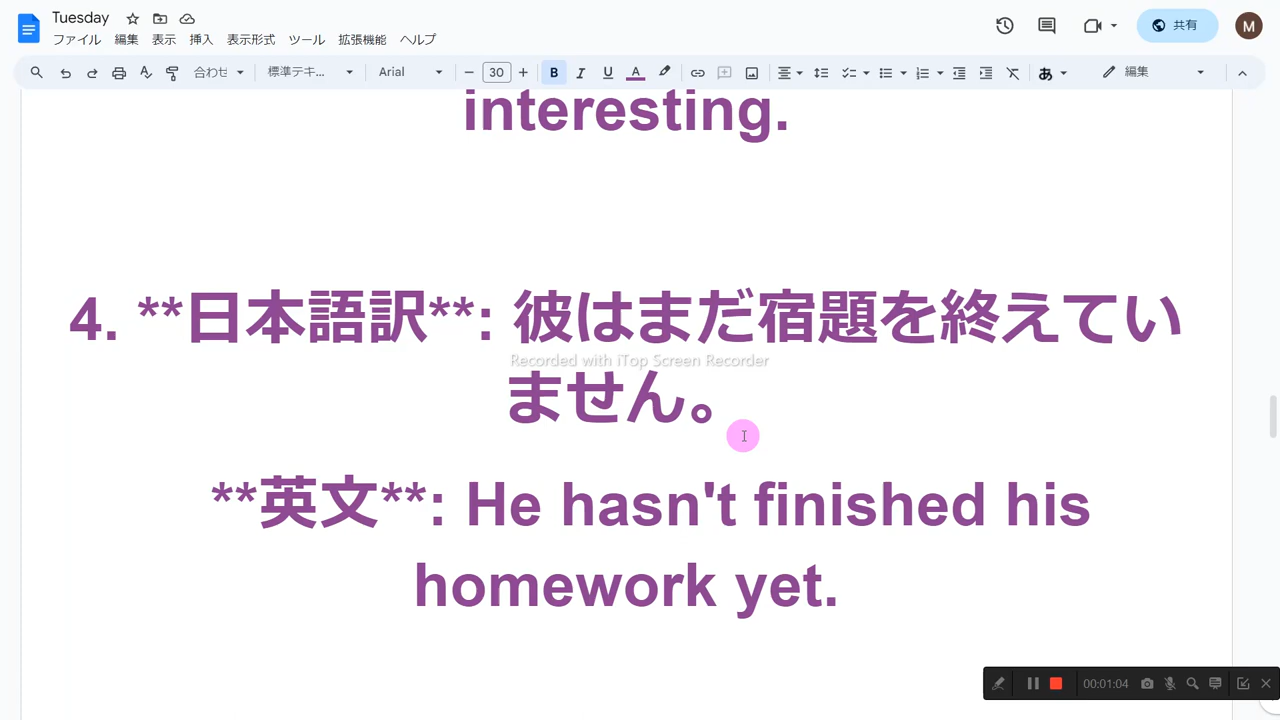 Tuesday
ファイル 編集 表示 挿入 表示形式 ツール 拡張機能 ヘルプ
共有
M
合わせ 標準テキ... Arial 30 B I U A あ 編集
interesting.
4. **日本語訳**: 彼はまだ宿題を終えてい
Recorded with iTop Screen Recorder
ません。
**英文**: He hasn't finished his
homework yet.
00:01:04